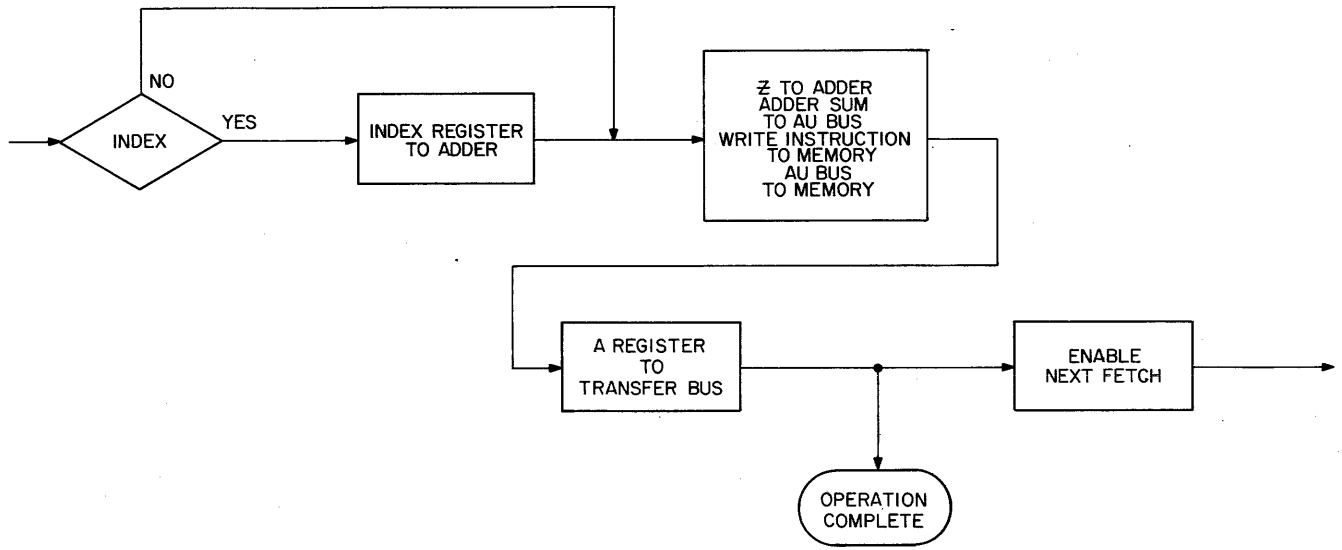 NO
YES
INDEX
INDEX REGISTER
TO ADDER
Ƶ TO ADDER
ADDER SUM
TO AU BUS
WRITE INSTRUCTION
TO MEMORY
AU BUS
TO MEMORY
A REGISTER
TO
TRANSFER BUS
ENABLE
NEXT FETCH
OPERATION
COMPLETE